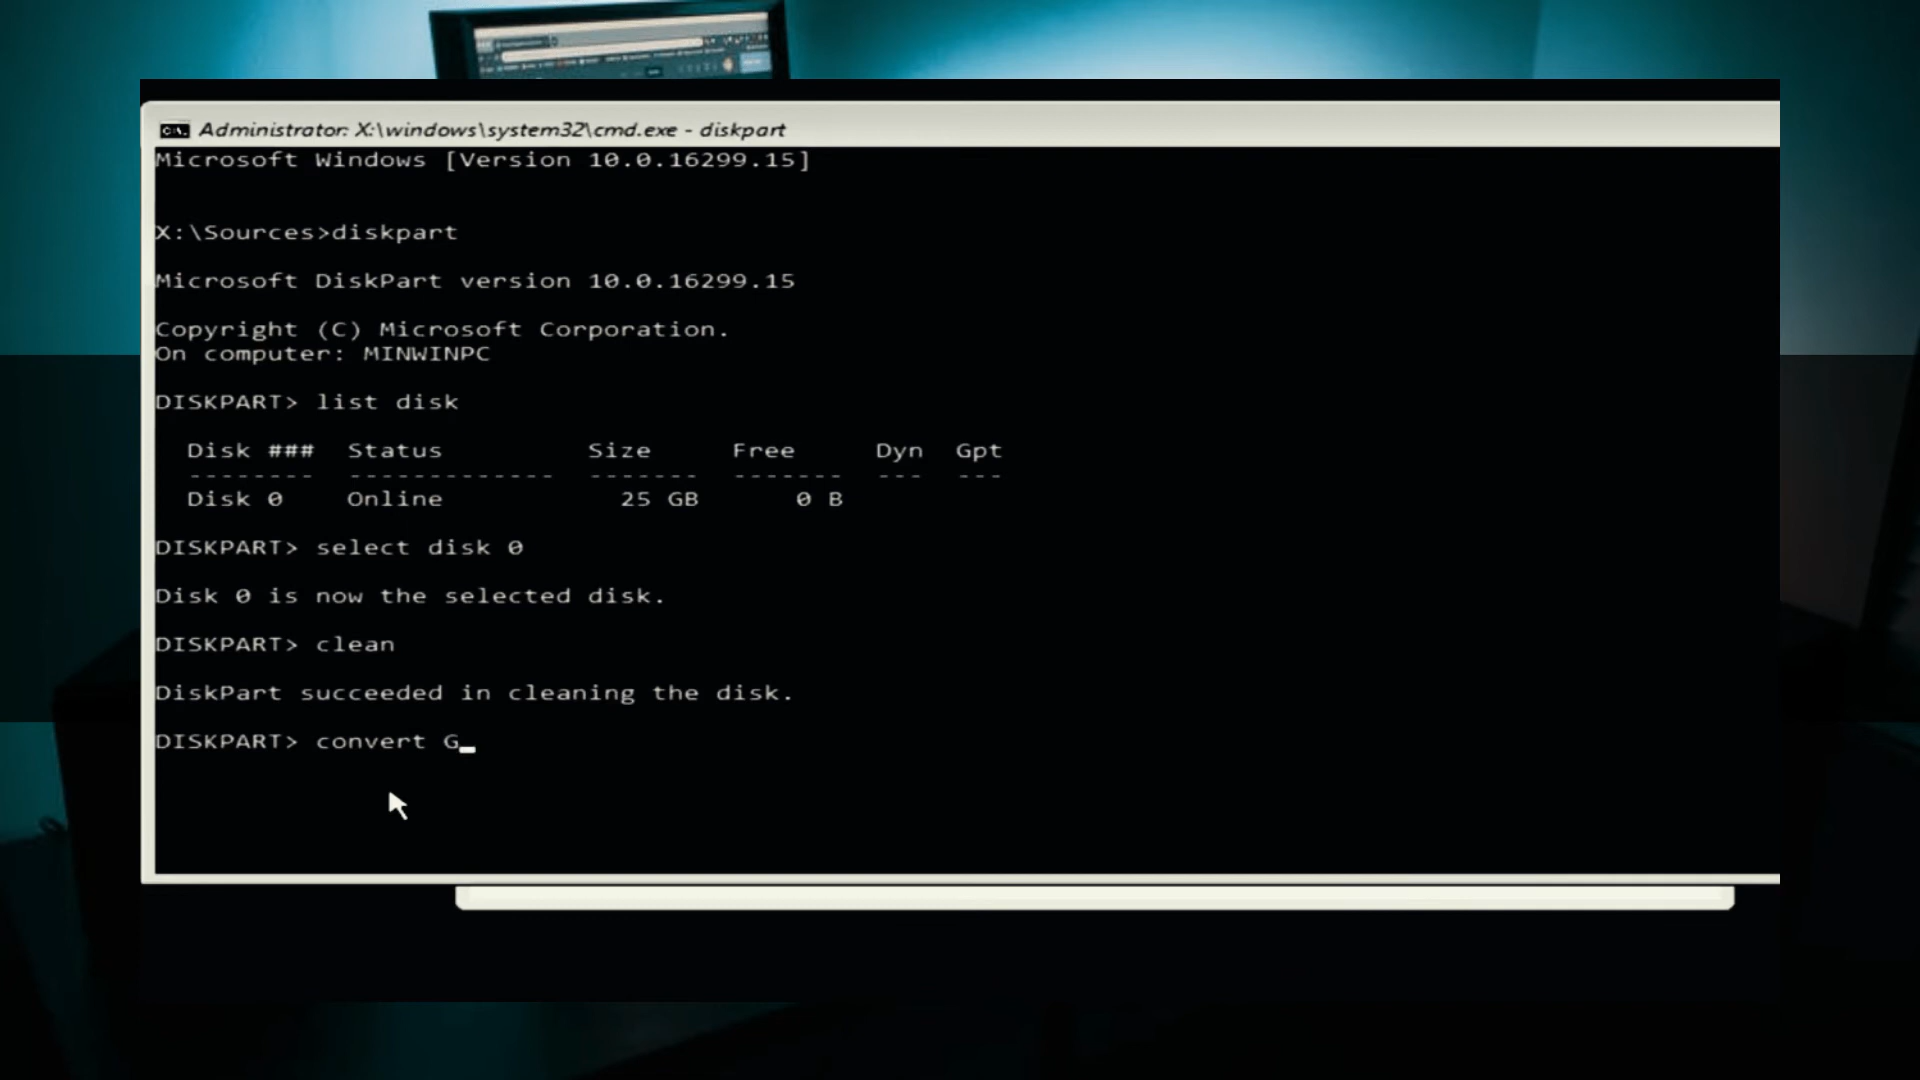 Administrator: X:\windows\system32\cmd.exe - diskpart
Microsoft Windows [Version 10.0.16299.15]
X:\Sources>diskpart
Microsoft DiskPart version 10.0.16299.15
Copyright (C) Microsoft Corporation.
On computer: MINWINPC
DISKPART> list disk
Disk ### Status Size Free Dyn Gpt
-------- ------------- ------- ------- --- ---
Disk 0 Online 25 GB 0 B
DISKPART> select disk 0
Disk 0 is now the selected disk.
DISKPART> clean
DiskPart succeeded in cleaning the disk.
DISKPART> convert G_